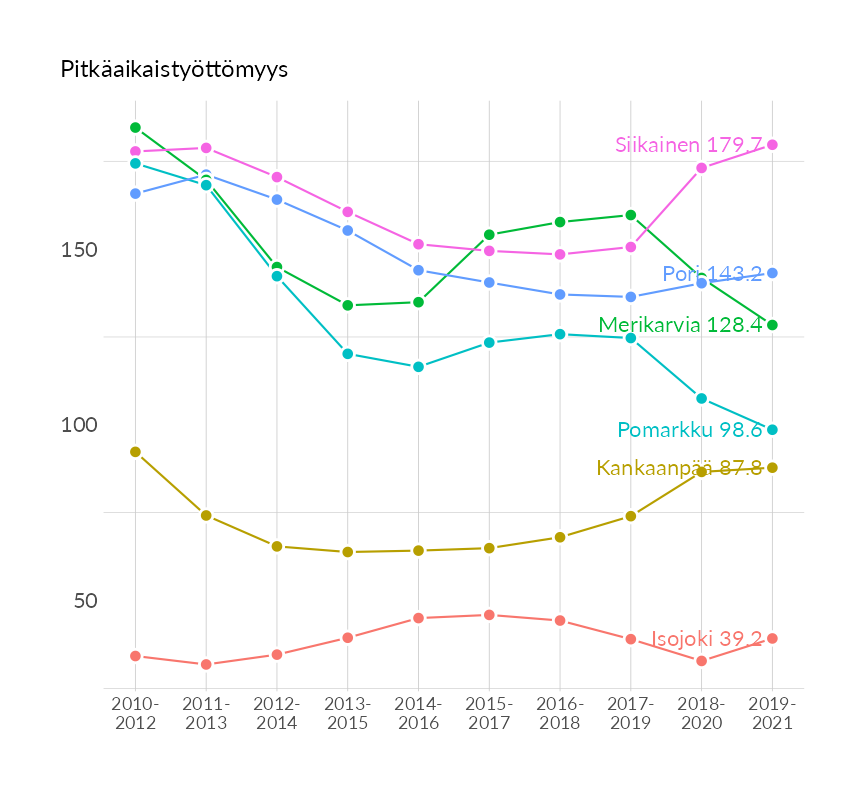 Pitkäaikaistyöttömyys
Siikainen 179.7
150
Pori 143.2
Merikarvia 128.4
100
Pomarkku 98.6
Kankaanpää 87.8
50
Isojoki 39.2
2010- 2011- 2012- 2013- 2014- 2015- 2016- 2017- 2018- 2019-
2012 2013 2014 2015 2016 2017 2018 2019 2020 2021